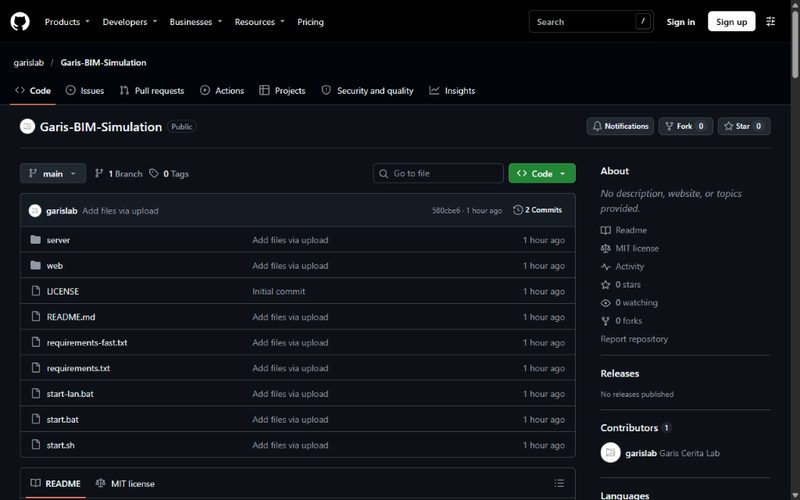 Products Developers Businesses Resources Pricing Search / Sign in Sign up
garislab / Garis-BIM-Simulation
Code Issues Pull requests Actions Projects Security and quality Insights
Garis-BIM-Simulation Public Notifications Fork 0 Star 0
main 1 Branch 0 Tags Go to file Code
garislab Add files via upload 580cbe6 · 1 hour ago 2 Commits
server Add files via upload 1 hour ago
web Add files via upload 1 hour ago
LICENSE Initial commit 1 hour ago
README.md Add files via upload 1 hour ago
requirements-fast.txt Add files via upload 1 hour ago
requirements.txt Add files via upload 1 hour ago
start-lan.bat Add files via upload 1 hour ago
start.bat Add files via upload 1 hour ago
start.sh Add files via upload 1 hour ago
README MIT license
About
No description, website, or topics
provided.
Readme
MIT license
Activity
0 stars
0 watching
0 forks
Report repository
Releases
No releases published
Contributors 1
garislab Garis Cerita Lab
Languages